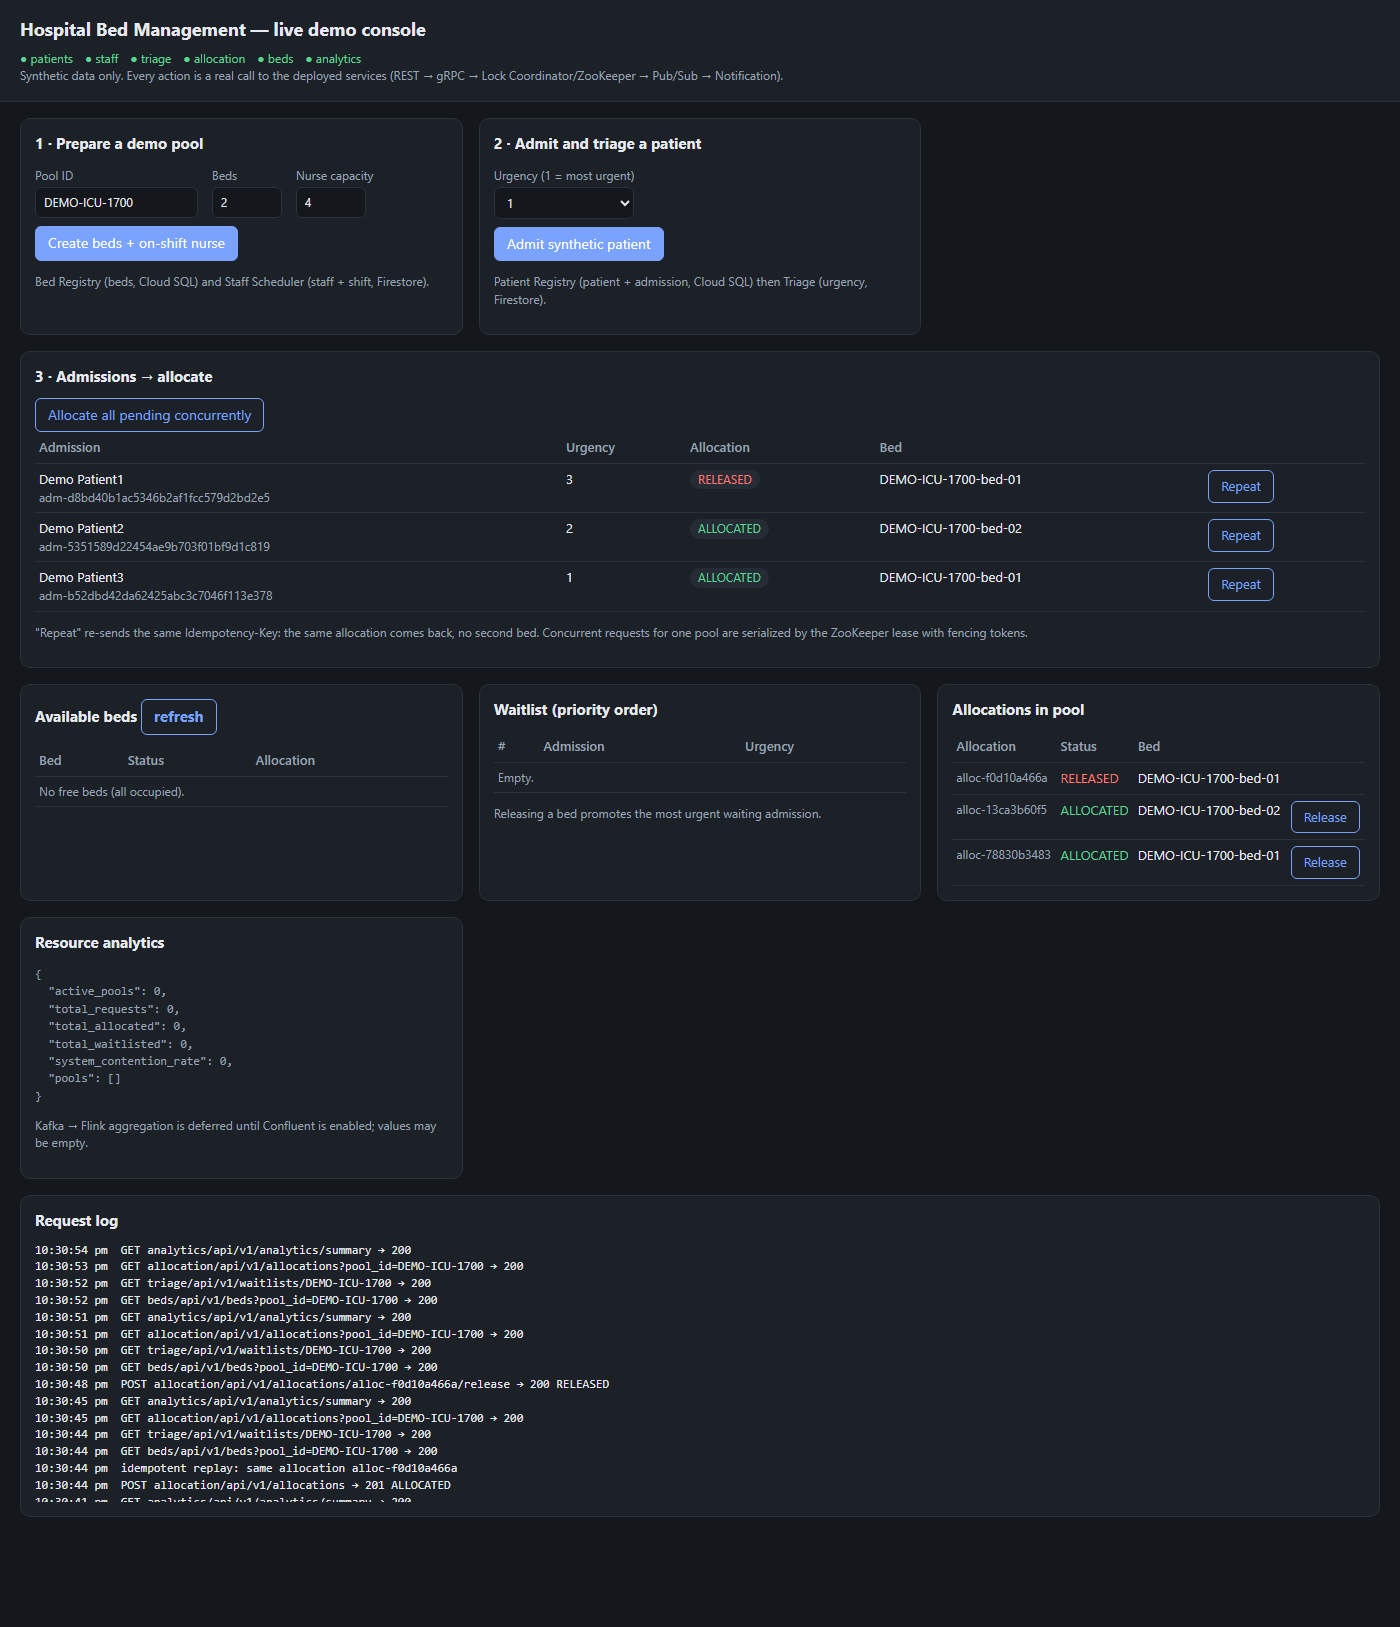 Hospital Bed Management — live demo console
● patients ● staff ● triage ● allocation ● beds ● analytics
Synthetic data only. Every action is a real call to the deployed services (REST → gRPC → Lock Coordinator/ZooKeeper → Pub/Sub → Notification).
1 · Prepare a demo pool
Pool ID Beds Nurse capacity
DEMO-ICU-1700 2 4
Create beds + on-shift nurse
Bed Registry (beds, Cloud SQL) and Staff Scheduler (staff + shift, Firestore).
2 · Admit and triage a patient
Urgency (1 = most urgent)
1
Admit synthetic patient
Patient Registry (patient + admission, Cloud SQL) then Triage (urgency,
Firestore).
3 · Admissions → allocate
Allocate all pending concurrently
Admission Urgency Allocation Bed
Demo Patient1 3 RELEASED DEMO-ICU-1700-bed-01 Repeat
adm-d8bd40b1ac5346b2af1fcc579d2bd2e5
Demo Patient2 2 ALLOCATED DEMO-ICU-1700-bed-02 Repeat
adm-5351589d22454ae9b703f01bf9d1c819
Demo Patient3 1 ALLOCATED DEMO-ICU-1700-bed-01 Repeat
adm-b52dbd42da62425abc3c7046f113e378
"Repeat" re-sends the same Idempotency-Key: the same allocation comes back, no second bed. Concurrent requests for one pool are serialized by the ZooKeeper lease with fencing tokens.
Available beds refresh
Bed Status Allocation
No free beds (all occupied).
Waitlist (priority order)
# Admission Urgency
Empty.
Releasing a bed promotes the most urgent waiting admission.
Allocations in pool
Allocation Status Bed
alloc-f0d10a466a RELEASED DEMO-ICU-1700-bed-01
alloc-13ca3b60f5 ALLOCATED DEMO-ICU-1700-bed-02 Release
alloc-78830b3483 ALLOCATED DEMO-ICU-1700-bed-01 Release
Resource analytics
{
"active_pools": 0,
"total_requests": 0,
"total_allocated": 0,
"total_waitlisted": 0,
"system_contention_rate": 0,
"pools": []
}
Kafka → Flink aggregation is deferred until Confluent is enabled; values may
be empty.
Request log
10:30:54 pm GET analytics/api/v1/analytics/summary → 200
10:30:53 pm GET allocation/api/v1/allocations?pool_id=DEMO-ICU-1700 → 200
10:30:52 pm GET triage/api/v1/waitlists/DEMO-ICU-1700 → 200
10:30:52 pm GET beds/api/v1/beds?pool_id=DEMO-ICU-1700 → 200
10:30:51 pm GET analytics/api/v1/analytics/summary → 200
10:30:51 pm GET allocation/api/v1/allocations?pool_id=DEMO-ICU-1700 → 200
10:30:50 pm GET triage/api/v1/waitlists/DEMO-ICU-1700 → 200
10:30:50 pm GET beds/api/v1/beds?pool_id=DEMO-ICU-1700 → 200
10:30:48 pm POST allocation/api/v1/allocations/alloc-f0d10a466a/release → 200 RELEASED
10:30:45 pm GET analytics/api/v1/analytics/summary → 200
10:30:45 pm GET allocation/api/v1/allocations?pool_id=DEMO-ICU-1700 → 200
10:30:44 pm GET triage/api/v1/waitlists/DEMO-ICU-1700 → 200
10:30:44 pm GET beds/api/v1/beds?pool_id=DEMO-ICU-1700 → 200
10:30:44 pm idempotent replay: same allocation alloc-f0d10a466a
10:30:44 pm POST allocation/api/v1/allocations → 201 ALLOCATED
10:30:41 pm GET analytics/api/v1/analytics/summary → 200